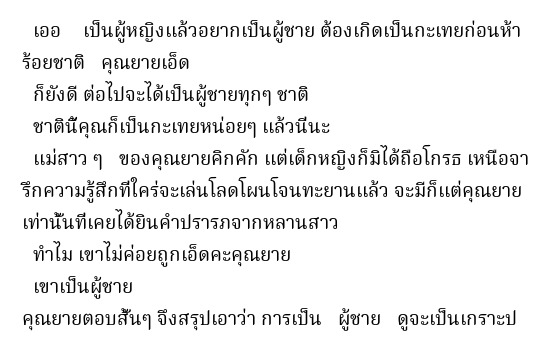 เออ เป็นผู้หญิงแล้วอยากเป็นผู้ชาย ต้องเกิดเป็นกะเทยก่อนห้า
ร้อยชาติ คุณยายเอ็ด
ก็ยังดี ต่อไปจะได้เป็นผู้ชายทุกๆ ชาติ
ชาตินี้คุณก็เป็นกะเทยหน่อยๆ แล้วนีนะ
แม่สาว ๆ ของคุณยายคิกคัก แต่เด็กหญิงก็มิได้ถือโกรธ เหนือจา
รึกความรู้สึกทีใคร่จะเล่นโลดโผนโจนทะยานแล้ว จะมีก็แต่คุณยาย
เท่านั้นทีเคยได้ยินคำปรารภจากหลานสาว
ทำไม เขาไม่ค่อยถูกเอ็ดคะคุณยาย
เขาเป็นผู้ชาย
คุณยายตอบสั้นๆ จึงสรุปเอาว่า การเป็น ผู้ชาย ดูจะเป็นเกราะป